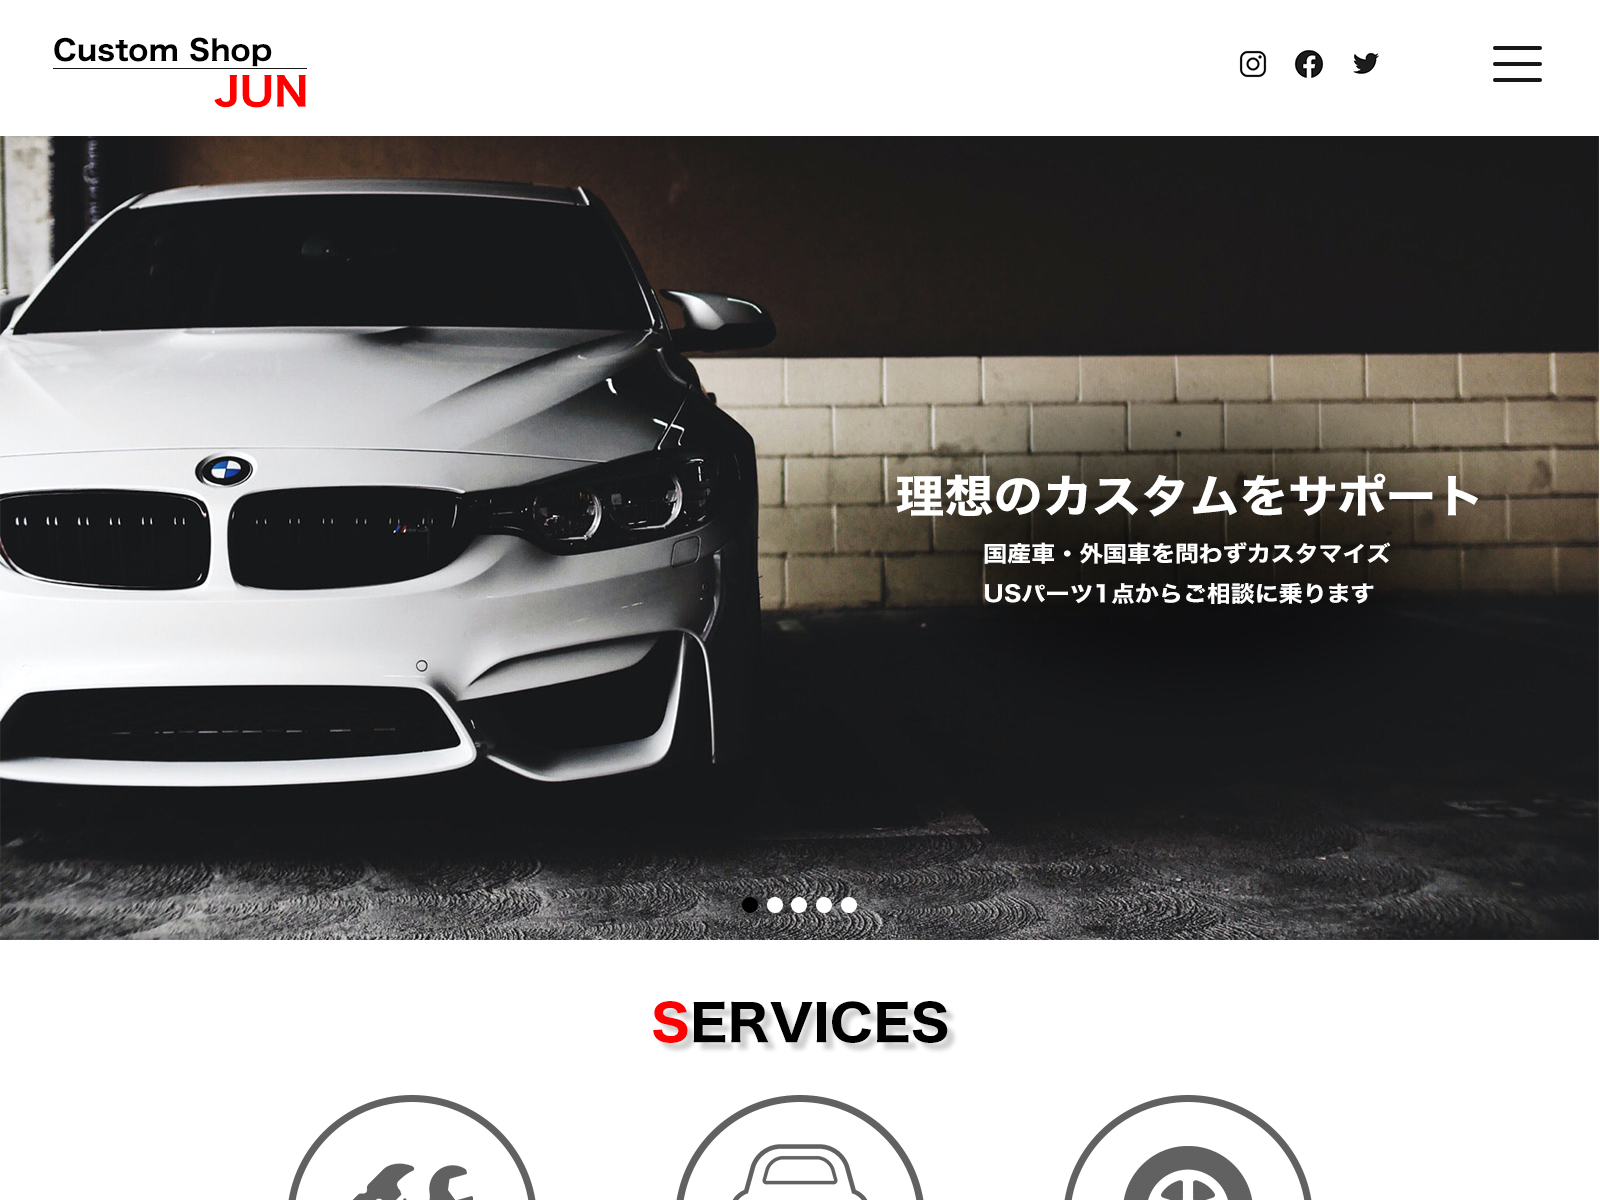 Custom Shop
JUN
理想のカスタムをサポート
国産車・外国車を問わずカスタマイズ
USパーツ1点からご相談に乗ります
SERVICES